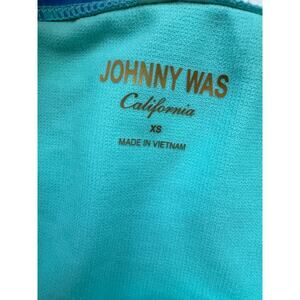 JOHNNY WAS
California
XS
MADE IN VIETNAM